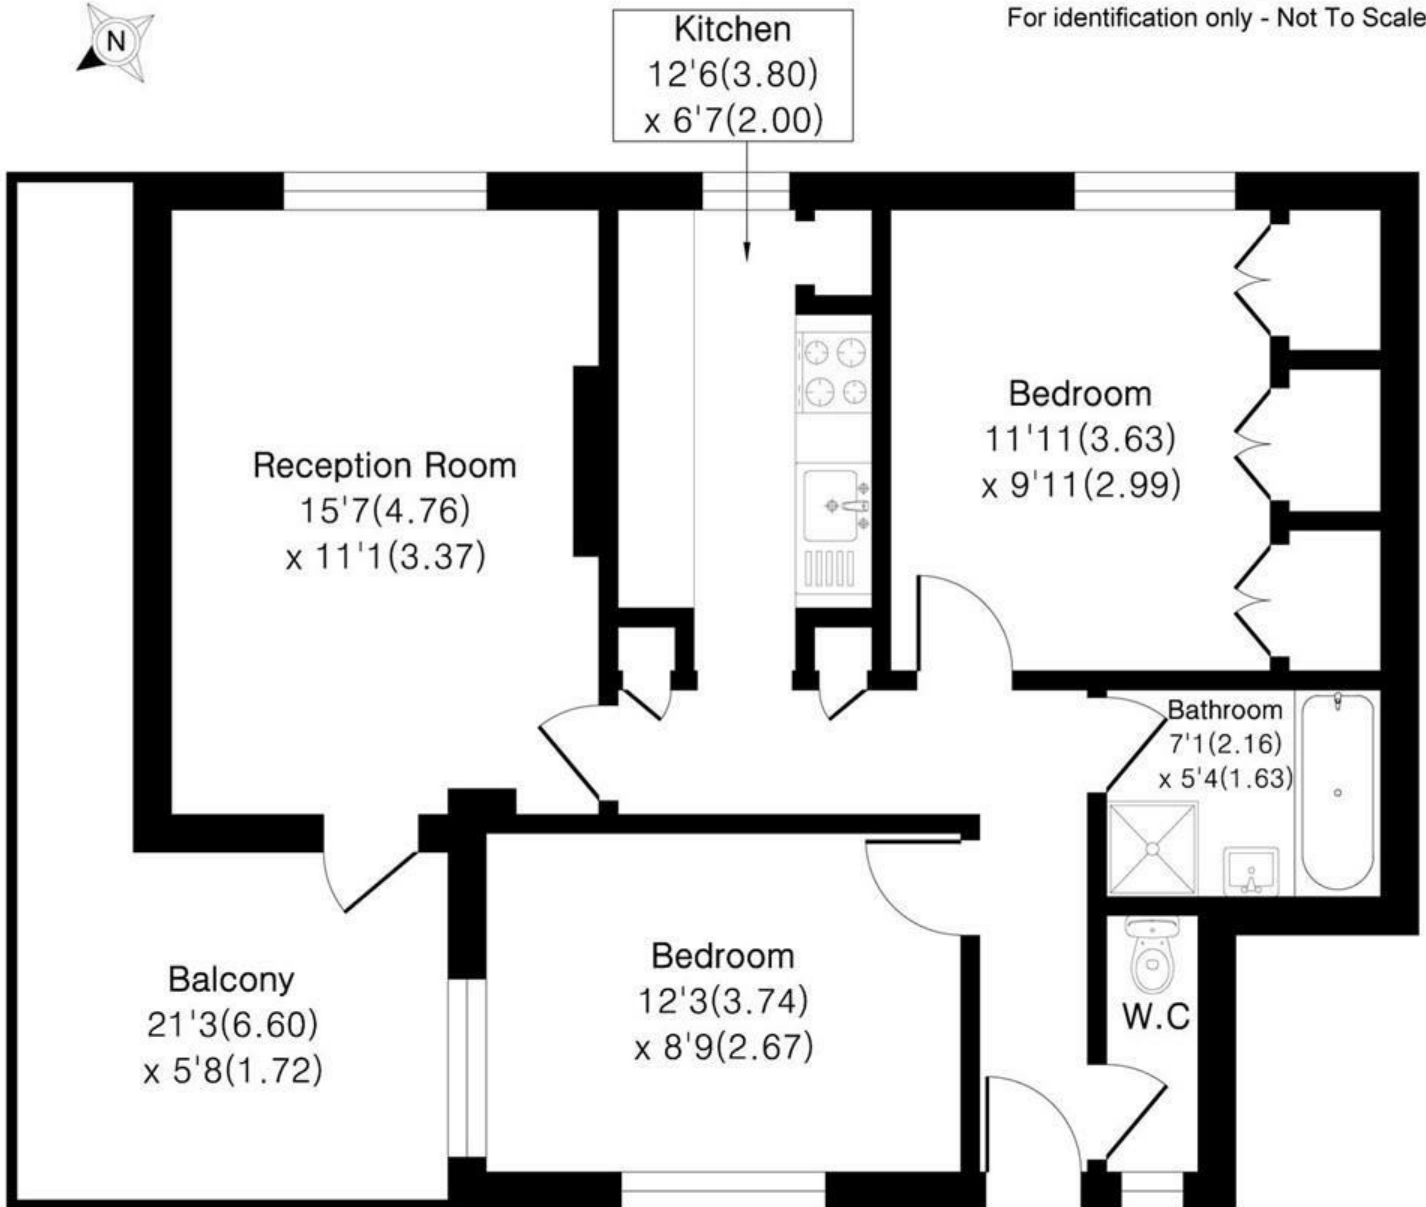 N
For identification only - Not To Scale
Kitchen
12'6(3.80)
x 6'7(2.00)
Reception Room
15'7(4.76)
x 11'1(3.37)
Bedroom
11'11(3.63)
x 9'11(2.99)
Bathroom
7'1(2.16)
x 5'4(1.63)
Balcony
21'3(6.60)
x 5'8(1.72)
Bedroom
12'3(3.74)
x 8'9(2.67)
W.C